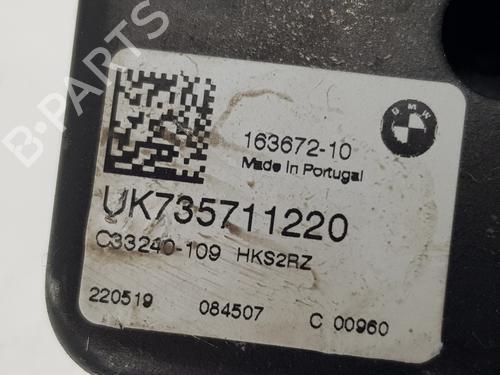 B-PARTS
BMW
163672-10
Made in Portugal
UK735711220
C33240-109 HKS2RZ
220519 084507 C 00960